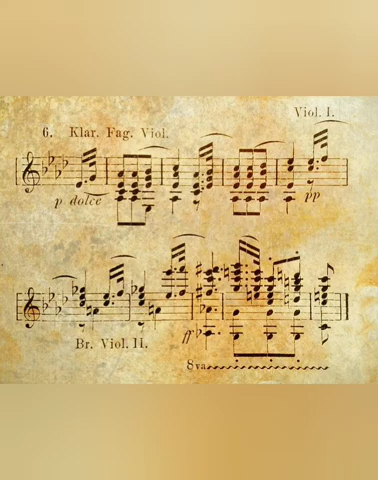 Viol. I.
6. Klar. Fag. Viol.
p dolce
pp
Br. Viol. II.
ff
8va